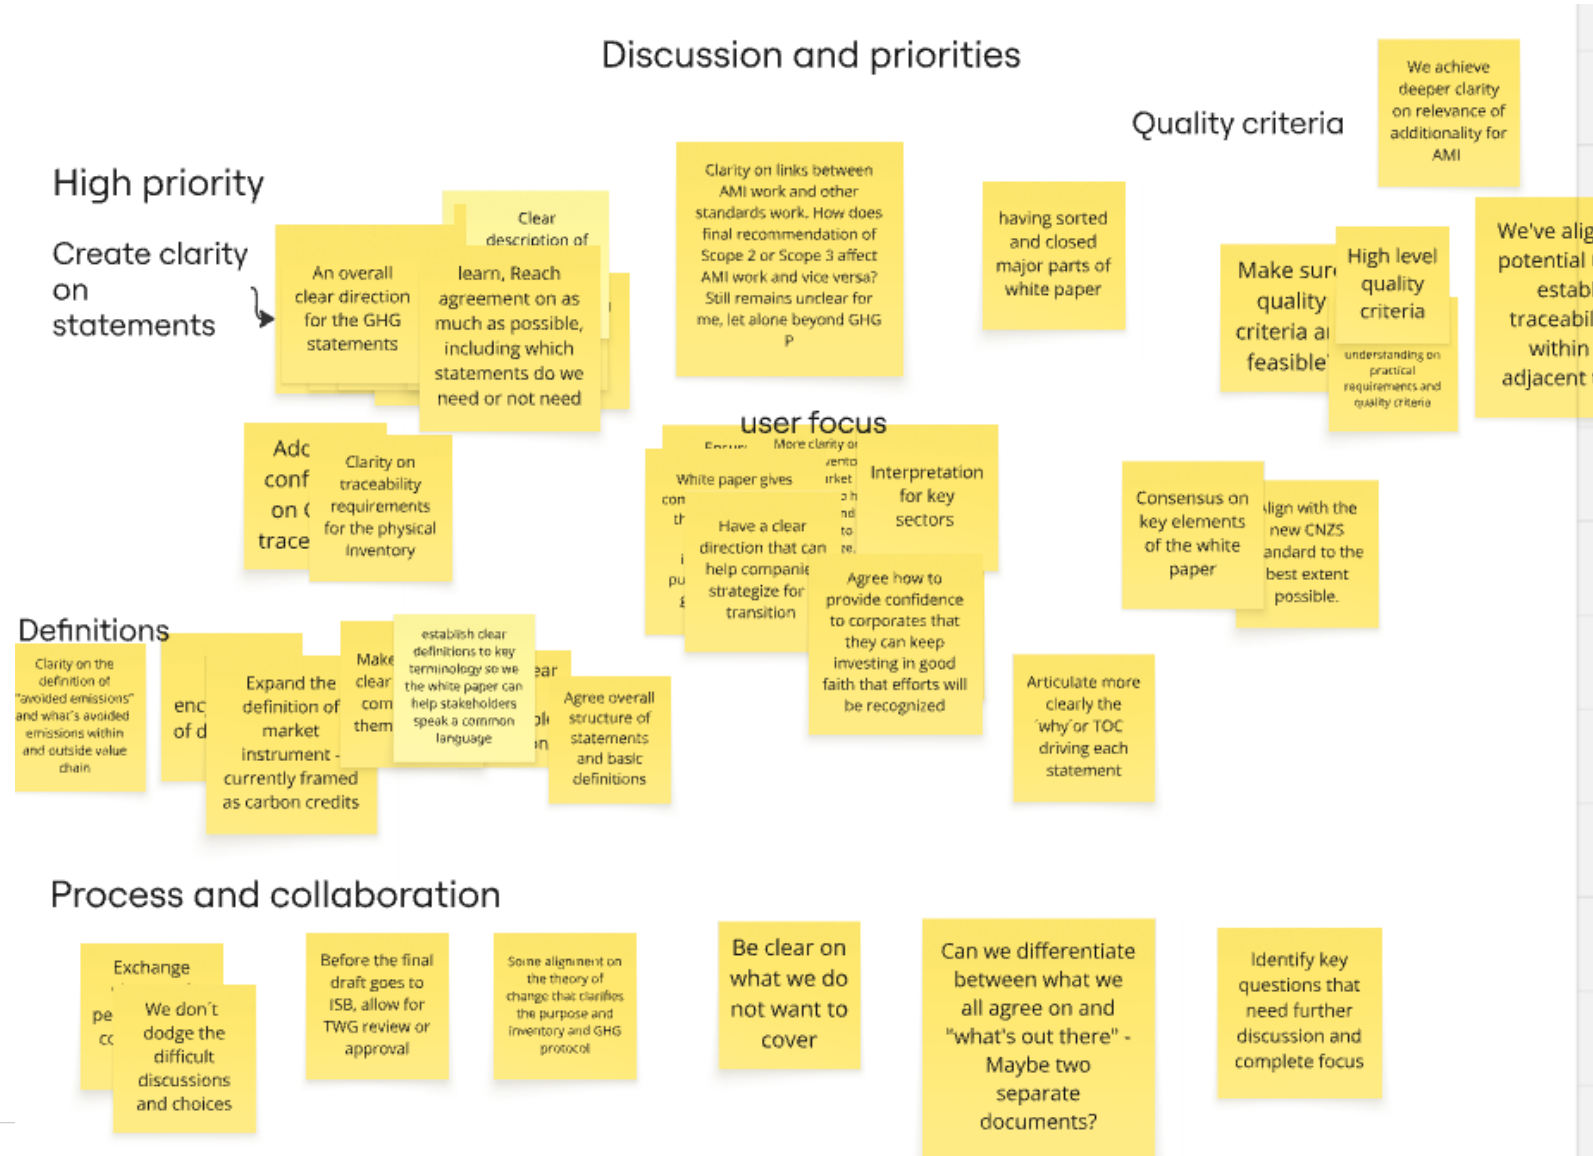 Discussion and priorities
Quality criteria
We achieve
deeper clarity
on relevance of
additionality for
AMI
High priority
Create clarity
on
statements
Clear
description of
An overall
clear direction
for the GHG
statements
learn, Reach
agreement on as
much as possible,
including which
statements do we
need or not need
Clarity on links between
AMI work and other
standards work. How does
final recommendation of
Scope 2 or Scope 3 affect
AMI work and vice versa?
Still remains unclear for
me, let alone beyond GHG
P
having sorted
and closed
major parts of
white paper
Make sure
quality
criteria
feasible
High level
quality
criteria
understanding on
practical
requirements and
quality criteria
We've
potential
within
adjacent
on
Clarity on
traceability
requirements
for the physical
inventory
user focus
More clarity
White paper gives
Have a clear
direction that can
help companie
strategize for
transition
Interpretation
for key
sectors
Agree how to
provide confidence
to corporates that
they can keep
investing in good
faith that efforts will
be recognized
Consensus on
key elements
of the white
paper
Align with the
new CNZS
standard to the
best extent
possible.
Definitions
Clarity on the
definition of
"avoided emissions"
and what's avoided
emissions within
and outside value
chain
of
Expand the
definition of
market
instrument -
currently framed
as carbon credits
Make
clear
com
them
establish clear
definitions to key
terminology so we
the white paper can
help stakeholders
speak a common
language
Agree overall
structure of
statements
and basic
definitions
Articulate more
clearly the
´why´or TOC
driving each
statement
Process and collaboration
Exchange
We don´t
dodge the
difficult
discussions
and choices
Before the final
draft goes to
ISB, allow for
TWG review or
approval
Some alignment on
the theory of
change that clarifies
the purpose and
inventory and GHG
protocol
Be clear on
what we do
not want to
cover
Can we differentiate
between what we
all agree on and
"what's out there" -
Maybe two
separate
documents?
Identify key
questions that
need further
discussion and
complete focus